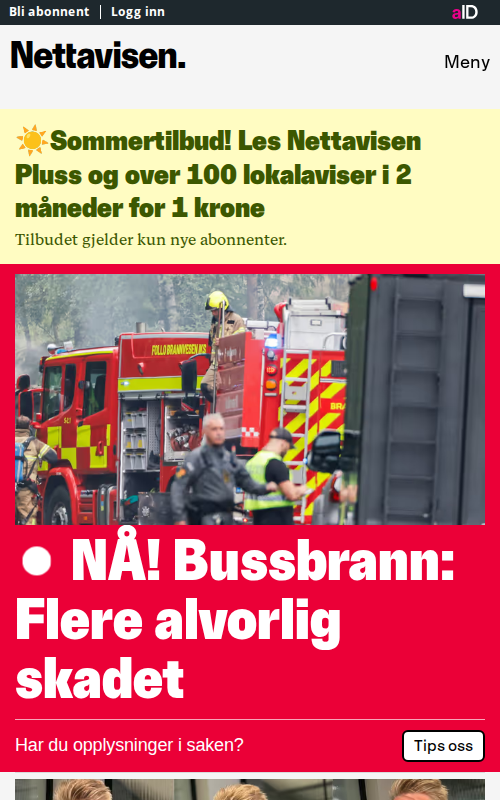 Bli abonnent
Logg inn
aID
Nettavisen.
Meny
☀️Sommertilbud! Les Nettavisen
Pluss og over 100 lokalaviser i 2
måneder for 1 krone
Tilbudet gjelder kun nye abonnenter.
FOLLO BRANNVESEN IKS
BRA
NÅ! Bussbrann:
Flere alvorlig
skadet
Har du opplysninger i saken?
Tips oss